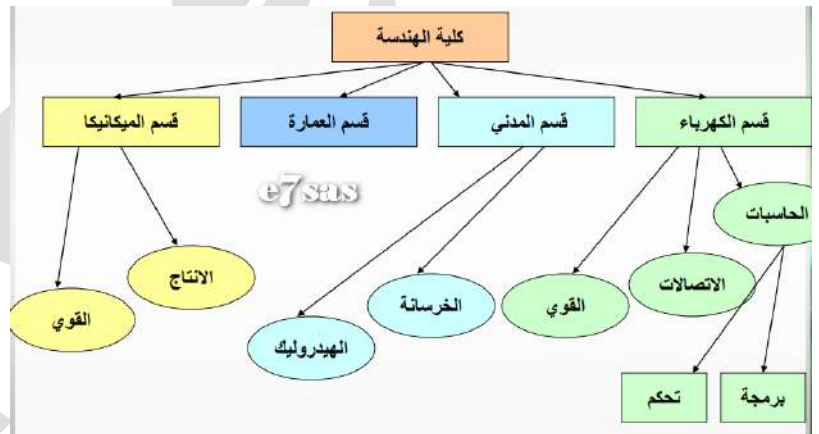 كلية الهندسة
قسم الكهرباء
قسم المدني
قسم العمارة
قسم الميكانيكا
e7sas
الحاسبات
الاتصالات
القوي
الخرسانة
الهيدروليك
الانتاج
القوي
برمجة
تحكم